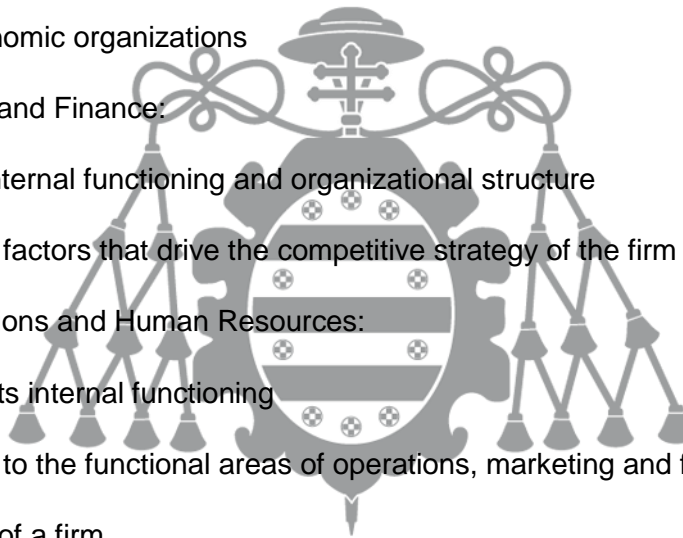 nomic organizations
and Finance:
nternal functioning and organizational structure
factors that drive the competitive strategy of the firm
ions and Human Resources:
ts internal functioning
to the functional areas of operations, marketing and
of a firm